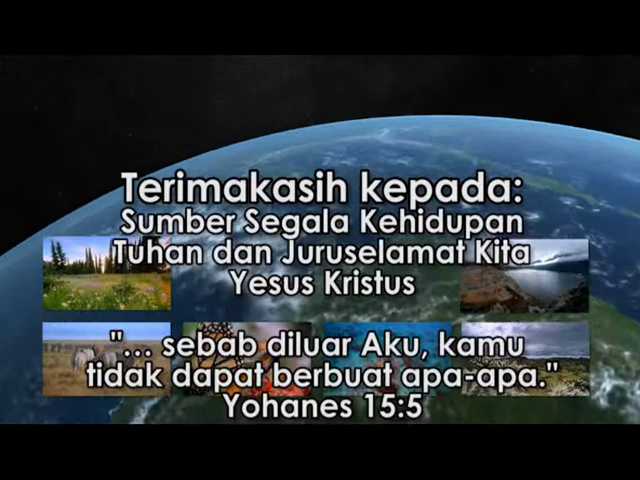 Terimakasih kepada:
Sumber Segala Kehidupan
Tuhan dan Juruselamat Kita
Yesus Kristus
"... sebab diluar Aku, kamu
tidak dapat berbuat apa-apa."
Yohanes 15:5